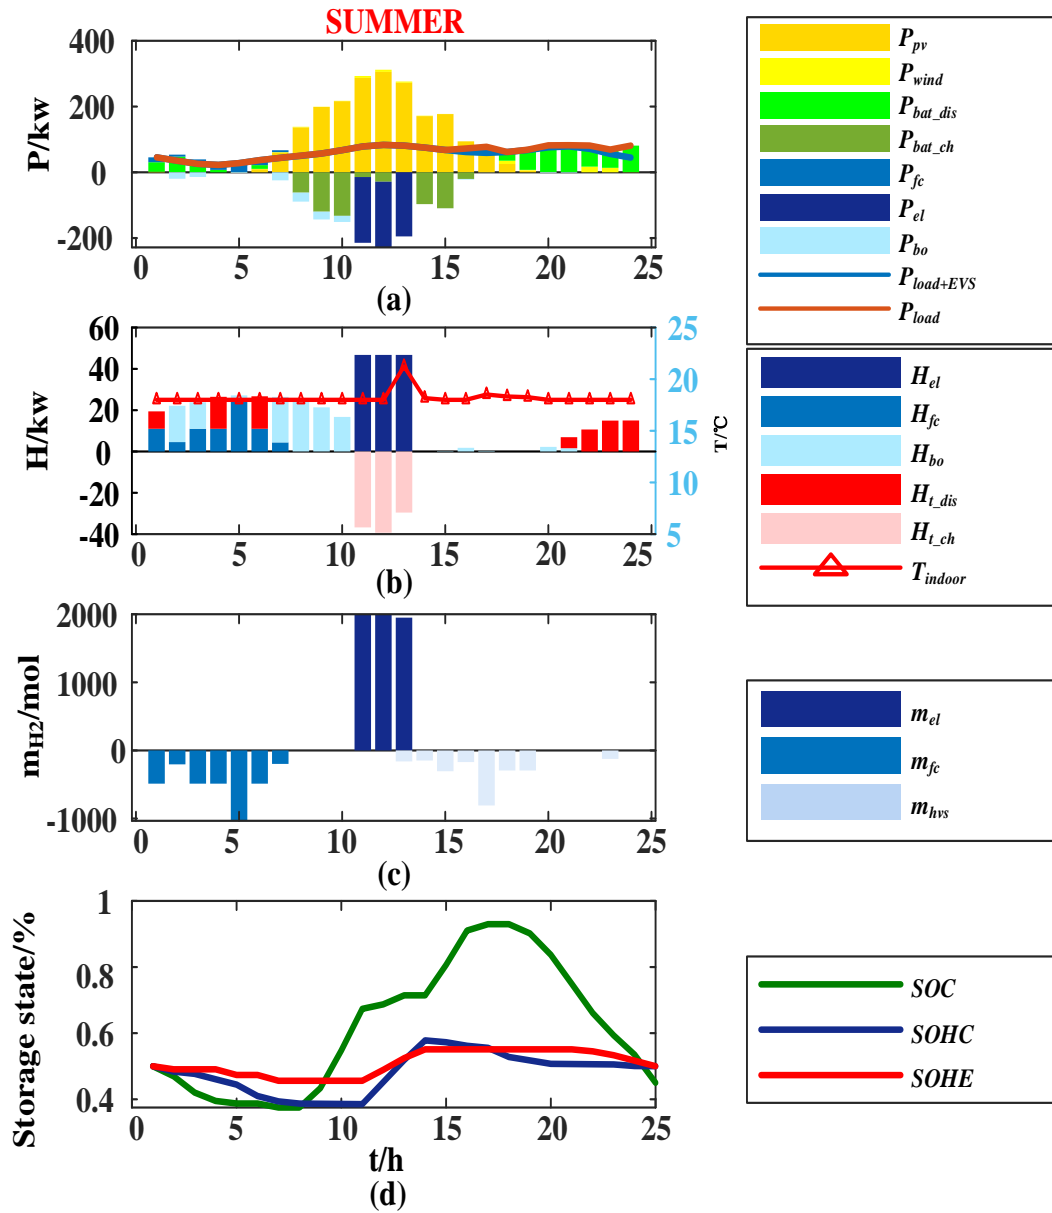 SUMMER
400
200
0
-200
P/kw
0 5 10 15 20 25
(a)
P_pv
P_wind
P_bat_dis
P_bat_ch
P_fc
P_el
P_bo
P_load+EVS
P_load
60
40
20
0
-20
-40
H/kw
25
20
15
10
5
T/℃
0 5 10 15 20 25
(b)
H_el
H_fc
H_bo
H_t_dis
H_t_ch
T_indoor
2000
1000
0
-1000
m_H2/mol
0 5 10 15 20 25
(c)
m_el
m_fc
m_hvs
1
0.8
0.6
0.4
Storage state/%
0 5 10 15 20 25
t/h
(d)
SOC
SOHC
SOHE